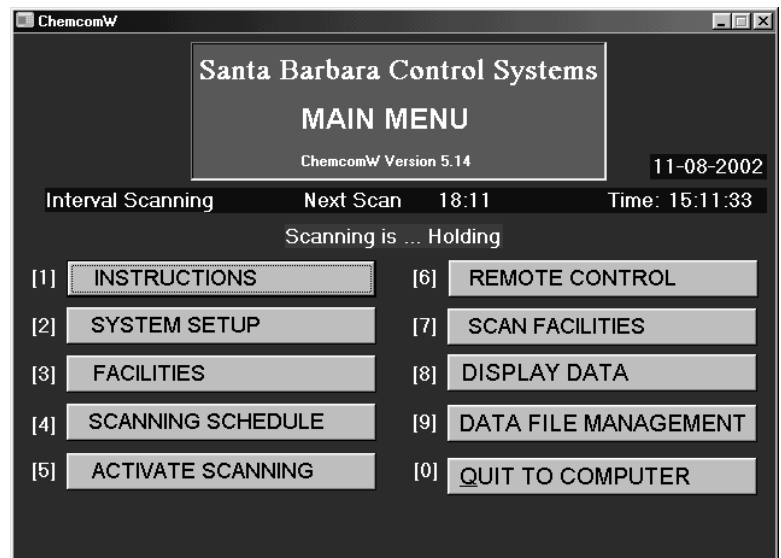 ChemcomW
Santa Barbara Control Systems
MAIN MENU
ChemcomW Version 5.14
11-08-2002
Interval Scanning Next Scan 18:11 Time: 15:11:33
Scanning is ... Holding
[1] INSTRUCTIONS
[2] SYSTEM SETUP
[3] FACILITIES
[4] SCANNING SCHEDULE
[5] ACTIVATE SCANNING
[6] REMOTE CONTROL
[7] SCAN FACILITIES
[8] DISPLAY DATA
[9] DATA FILE MANAGEMENT
[0] QUIT TO COMPUTER